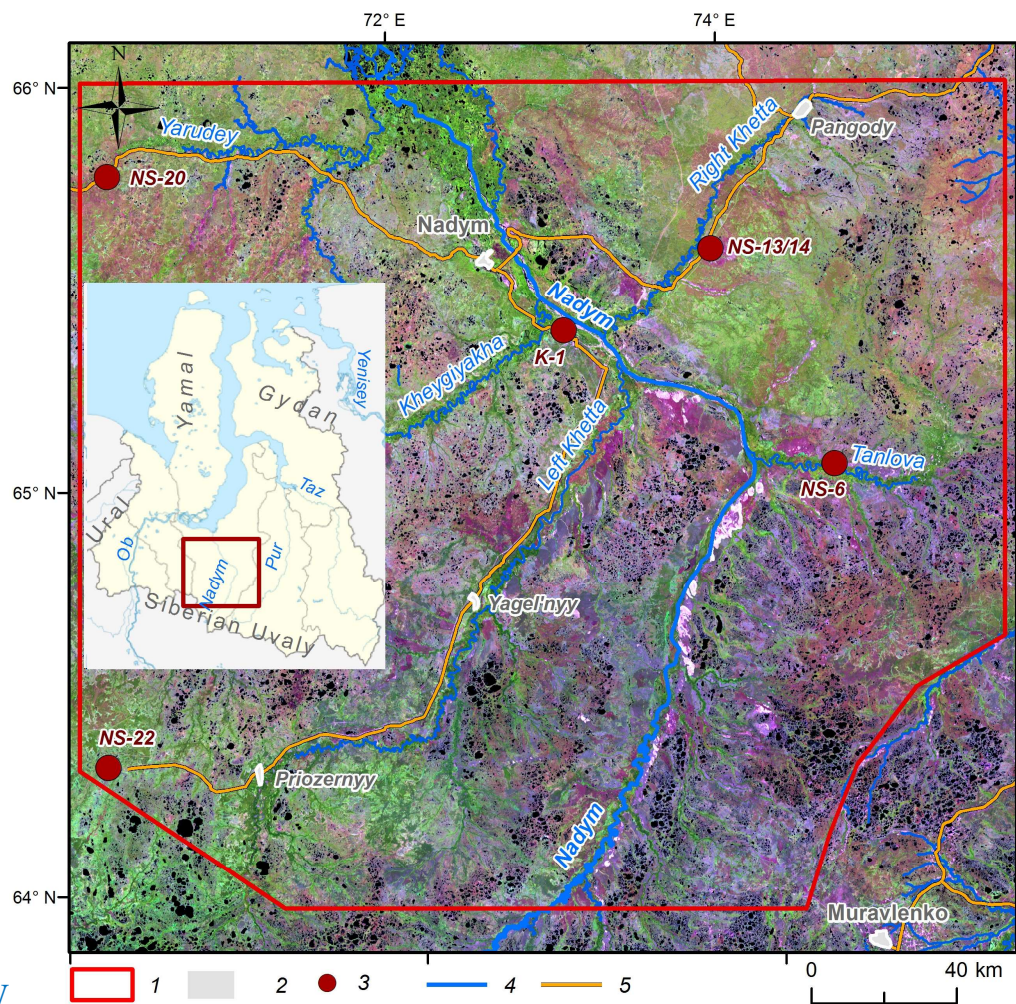 72° E
74° E
N
66° N
Yarudey
Right Khetta
Pangody
NS-20
Nadym
NS-13/14
Nadym
K-1
Kheygiyakha
Left Khetta
Tanlova
NS-6
65° N
Yamal
Gydan
Yenisey
Taz
Ural
Ob
Nadym
Pur
Siberian Uvaly
Yagel'nyy
NS-22
Priozernyy
Nadym
64° N
Muravlenko
1
2
3
4
5
0
40 km